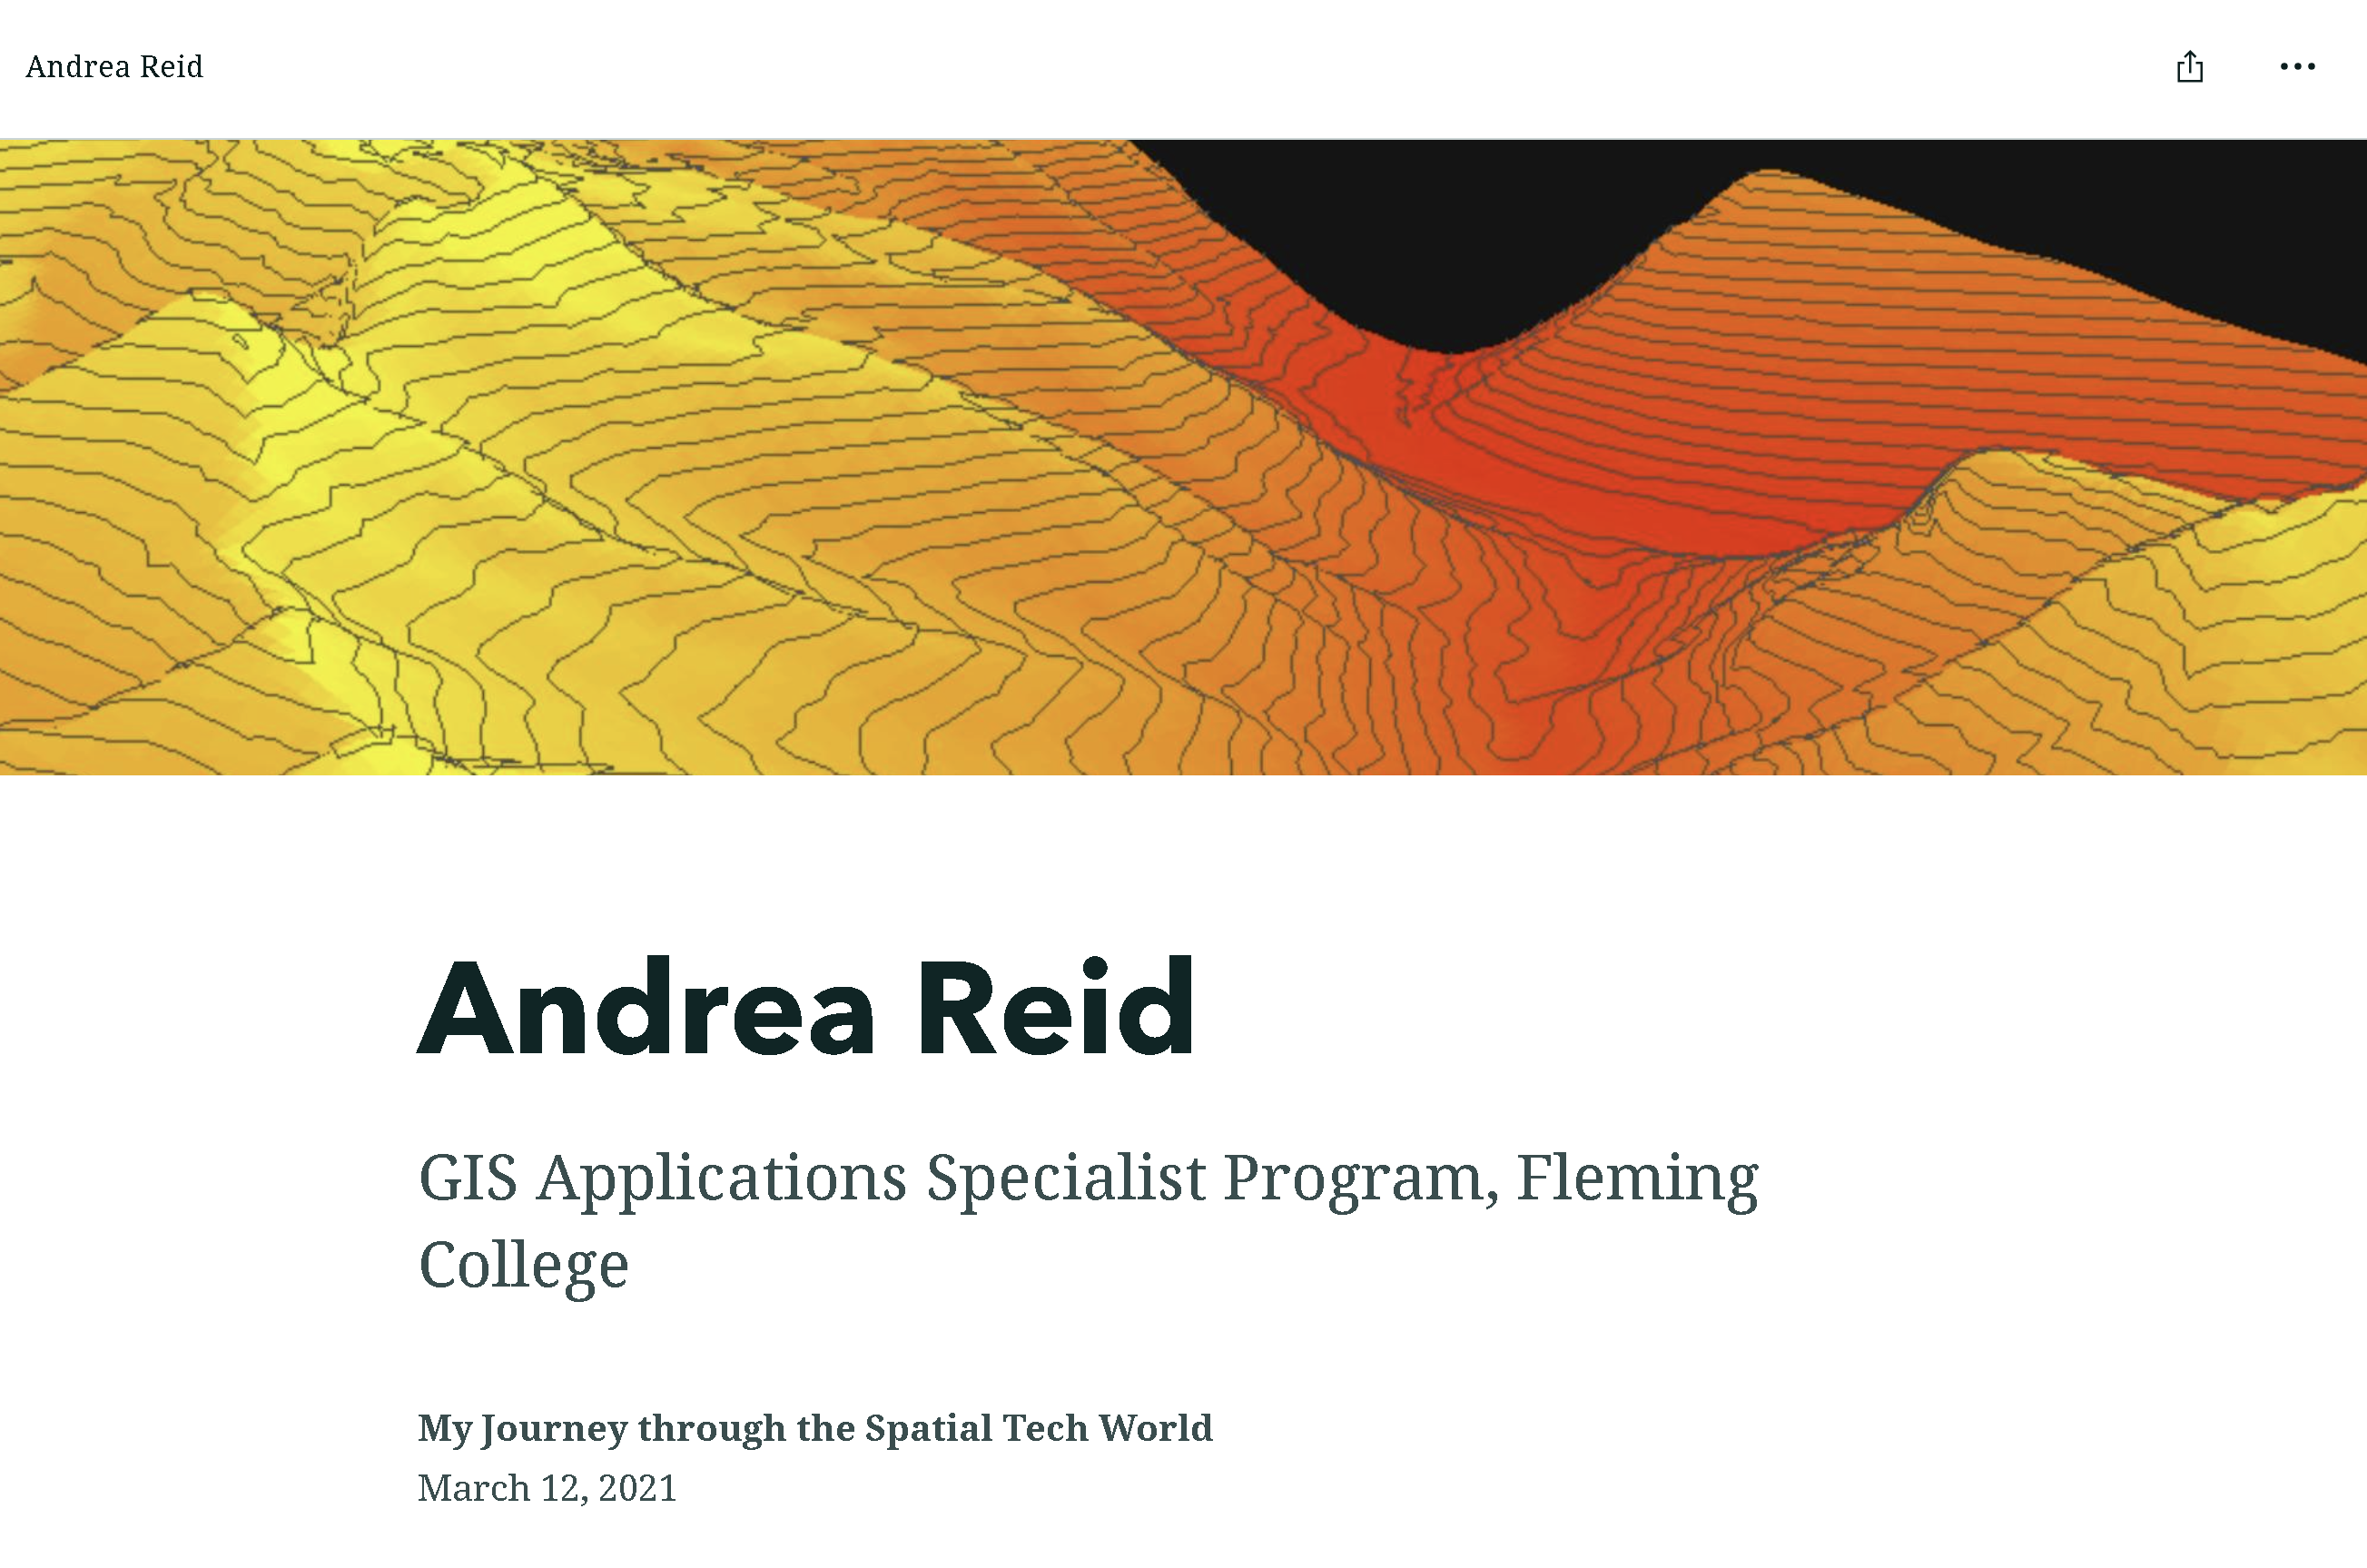 Andrea Reid
Andrea Reid
GIS Applications Specialist Program, Fleming
College
My Journey through the Spatial Tech World
March 12, 2021